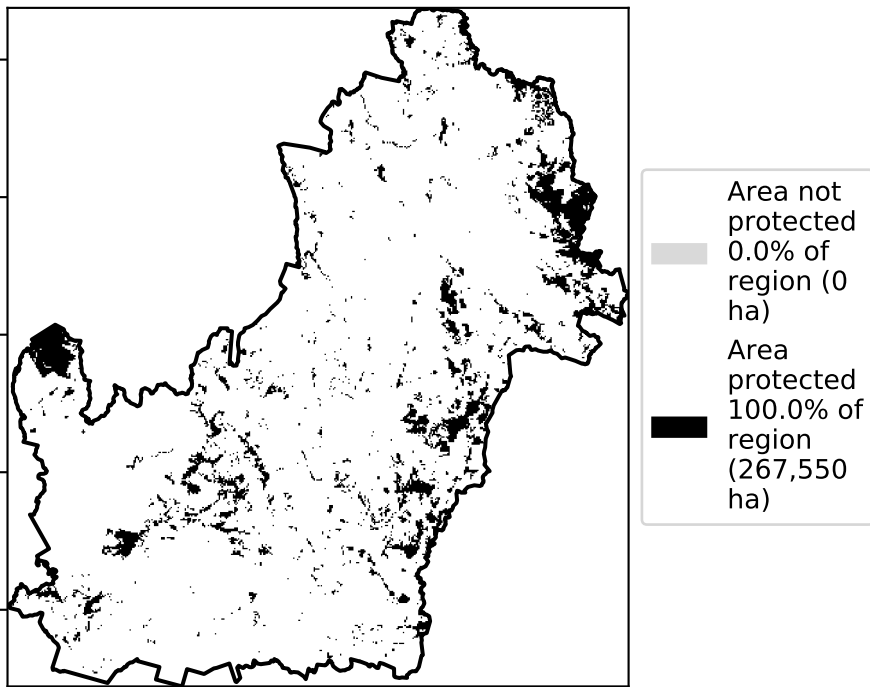 Area not
protected
0.0% of
region (0
ha)
Area
protected
100.0% of
region
(267,550
ha)